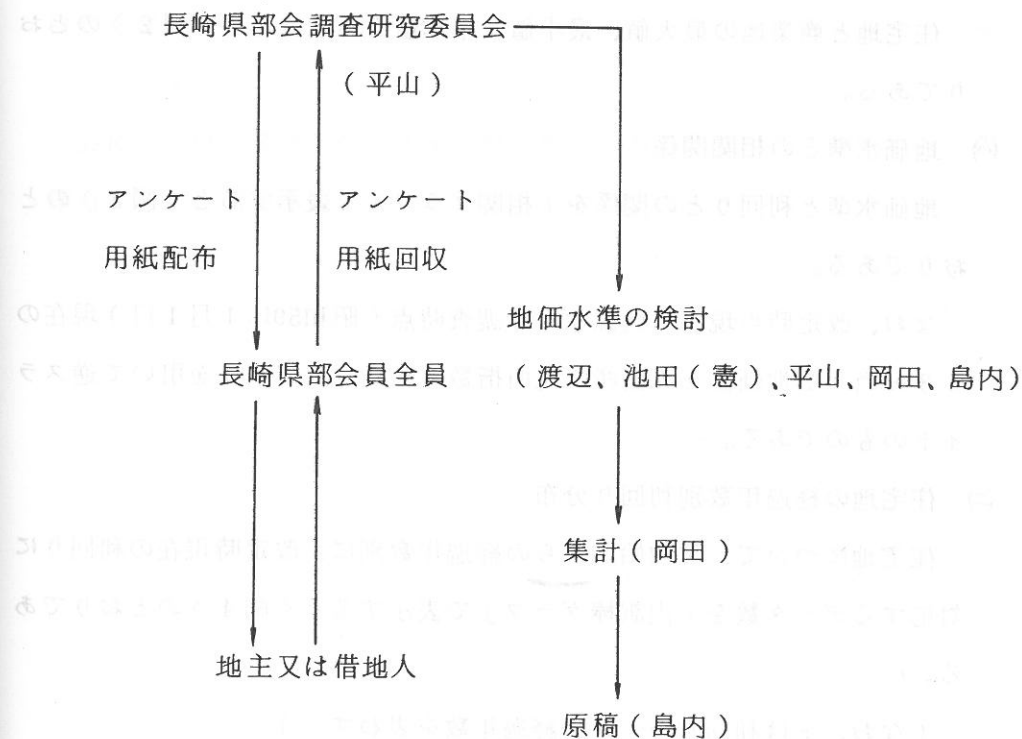 長崎県部会調査研究委員会
(平山)
アンケート アンケート
用紙配布 用紙回収
地価水準の検討
長崎県部会員全員 (渡辺、池田(憲)、平山、岡田、島内)
集計(岡田)
地主又は借地人
原稿(島内)